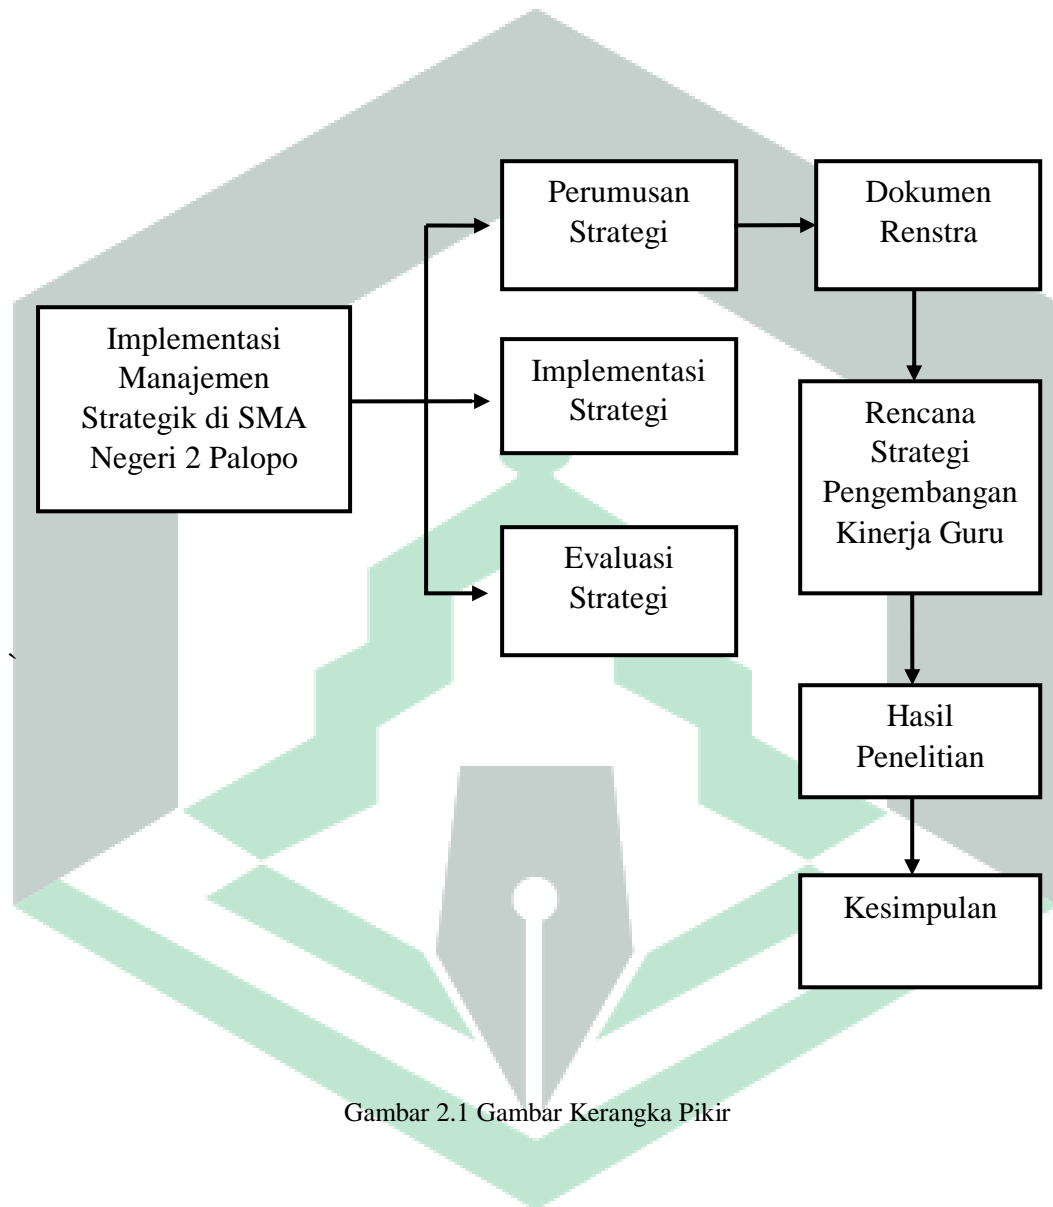 Perumusan
Strategi
Dokumen
Renstra
Implementasi
Manajemen
Strategik di SMA
Negeri 2 Palopo
Implementasi
Strategi
Rencana
Strategi
Pengembangan
Kinerja Guru
Evaluasi
Strategi
`
Hasil
Penelitian
Kesimpulan
Gambar 2.1 Gambar Kerangka Pikir